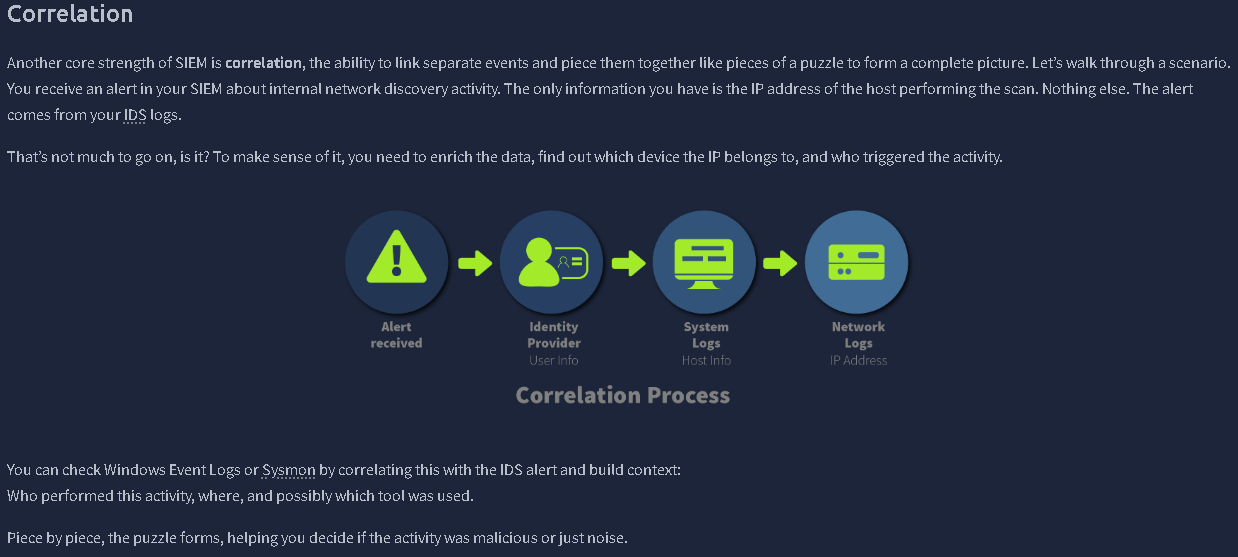 Correlation
Another core strength of SIEM is correlation, the ability to link separate events and piece them together like pieces of a puzzle to form a complete picture. Let’s walk through a scenario.
You receive an alert in your SIEM about internal network discovery activity. The only information you have is the IP address of the host performing the scan. Nothing else. The alert
comes from your IDS logs.
That’s not much to go on, is it? To make sense of it, you need to enrich the data, find out which device the IP belongs to, and who triggered the activity.
Alert
received
Identity
Provider
User Info
System
Logs
Host Info
Network
Logs
IP Address
Correlation Process
You can check Windows Event Logs or Sysmon by correlating this with the IDS alert and build context:
Who performed this activity, where, and possibly which tool was used.
Piece by piece, the puzzle forms, helping you decide if the activity was malicious or just noise.